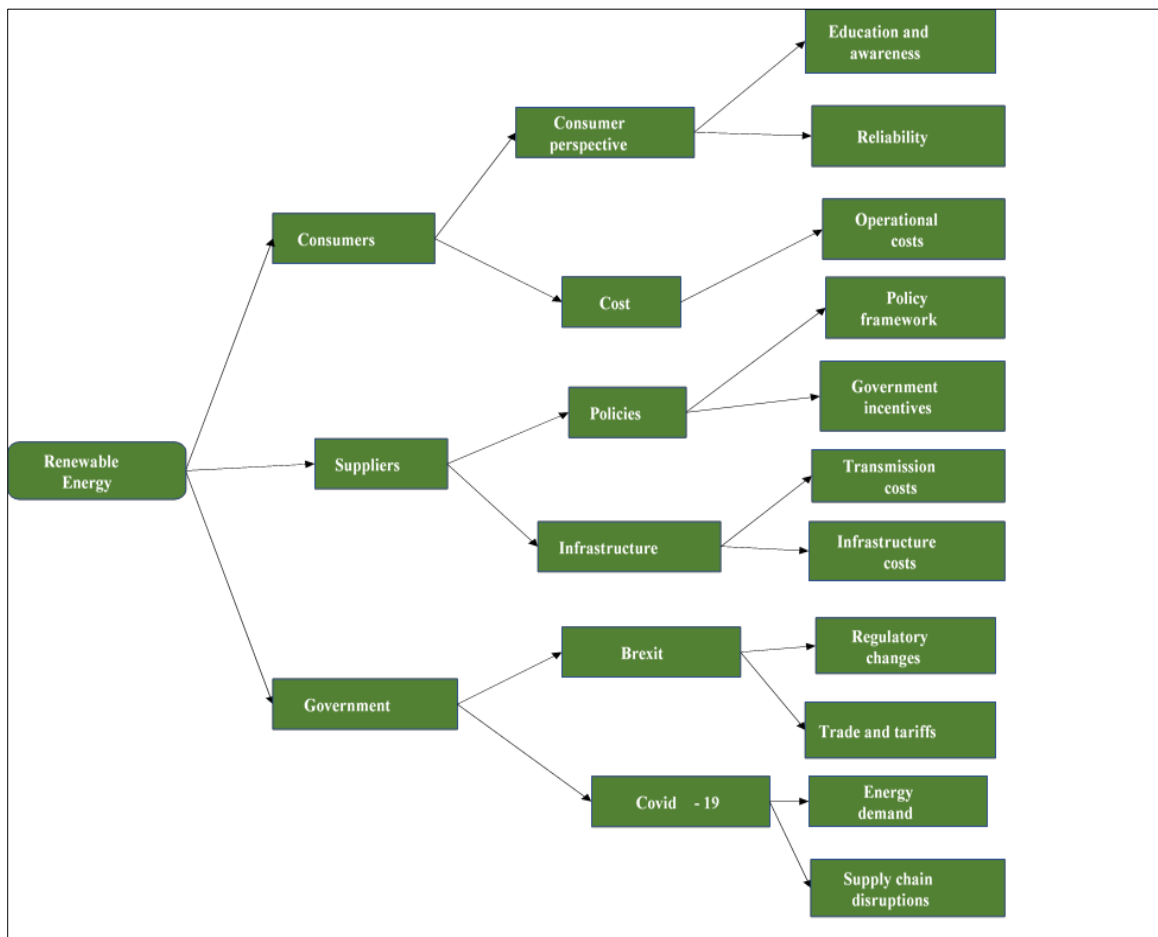 Education and
awareness
Consumer
perspective
Reliability
Consumers
Operational
costs
Cost
Policy
framework
Policies
Government
incentives
Renewable
Energy
Suppliers
Transmission
costs
Infrastructure
Infrastructure
costs
Brexit
Regulatory
changes
Government
Trade and tariffs
Covid - 19
Energy
demand
Supply chain
disruptions